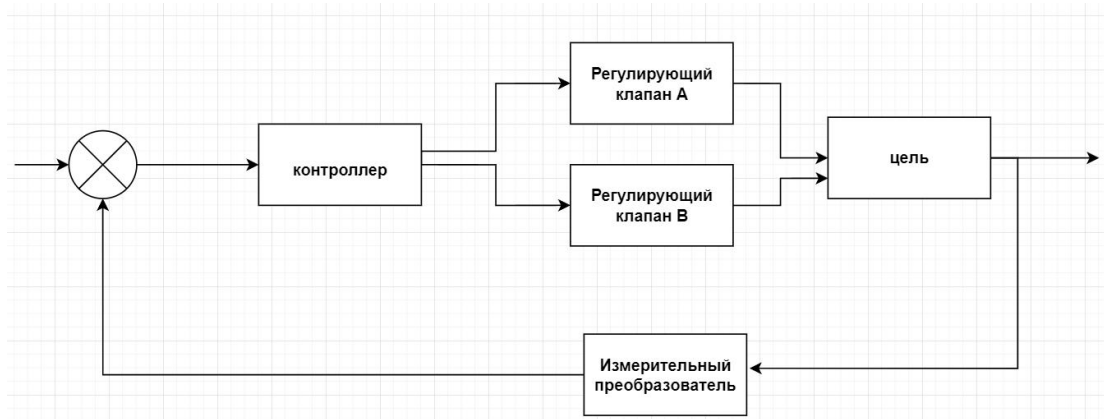 Регулирующий
клапан А
контроллер
цель
Регулирующий
клапан В
Измерительный
преобразователь